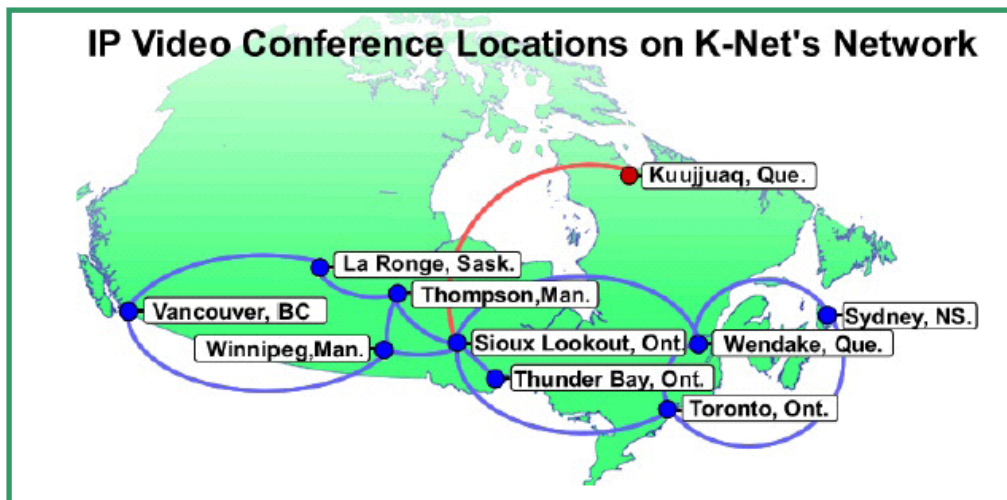 IP Video Conference Locations on K-Net's Network
Kuujjuaq, Que.
La Ronge, Sask.
Thompson,Man.
Vancouver, BC
Sydney, NS.
Winnipeg,Man.
Sioux Lookout, Ont.
Wendake, Que.
Thunder Bay, Ont.
Toronto, Ont.